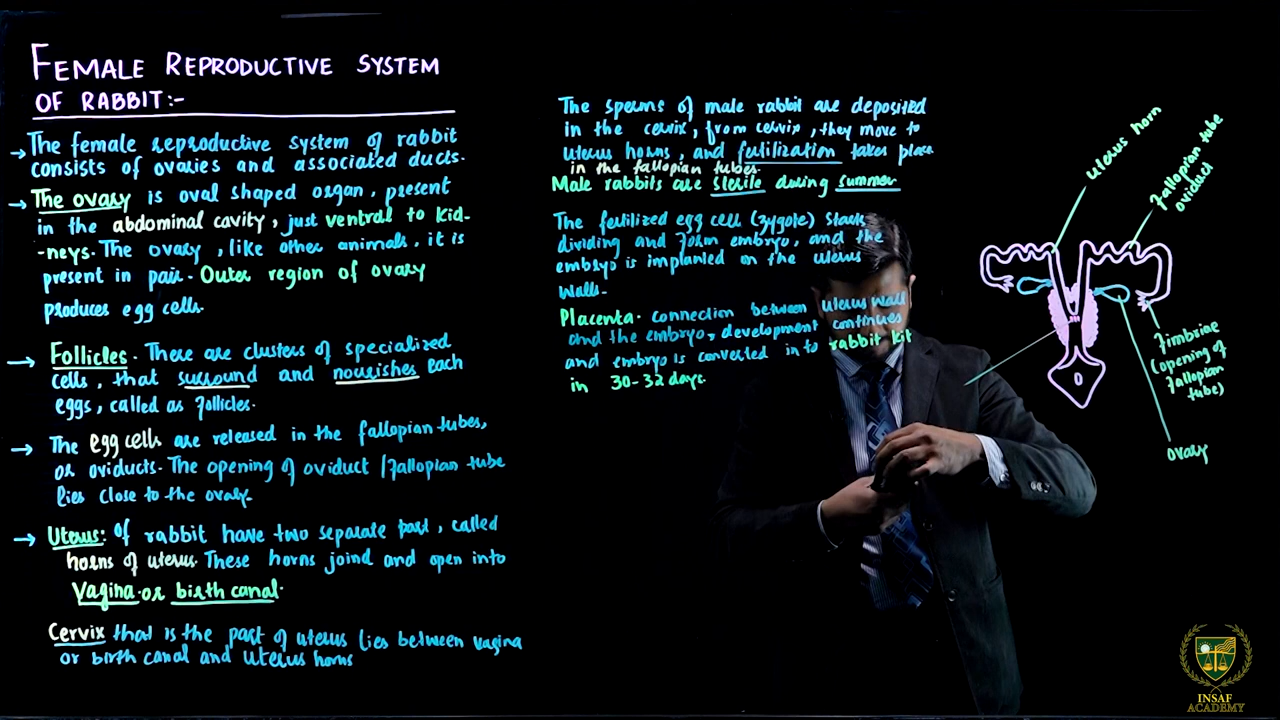 FEMALE REPRODUCTIVE SYSTEM
OF RABBIT:-
→ The female reproductive system of rabbit
consists of ovaries and associated ducts.
→ The ovary is oval shaped organ, present
in the abdominal cavity, just ventral to kid-
-neys. The ovary, like other animals, it is
present in pair. Outer region of ovary
produces egg cells.
→ Follicles. There are clusters of specialized
cells, that surround and nourishes each
eggs, called as follicles.
→ The egg cells are released in the fallopian tubes,
or oviducts. The opening of oviduct /fallopian tube
lies close to the ovary.
→ Uterus: of rabbit have two separate part, called
horns of uterus. These horns joind and open into
Vagina or birth canal.
Cervix that is the part of uterus lies between vagina
or birth canal and uterus horns
The sperms of male rabbit are deposited
in the cervix, from cervix, they move to
uterus horns, and fertilization takes place
in the fallopian tubes.
Male rabbits are sterile during summer
The fertilized egg cell (zygote) starts
dividing and form embryo, and the
embryo is implanted on the uterus
walls.
Placenta. connection between uterus wall
and the embryo, development continues
and embryo is converted into rabbit kit
in 30-32 days.
uterus horn
fallopian tube
oviduct
fimbriae
(opening of
fallopian
tube)
ovary
INSAF
ACADEMY